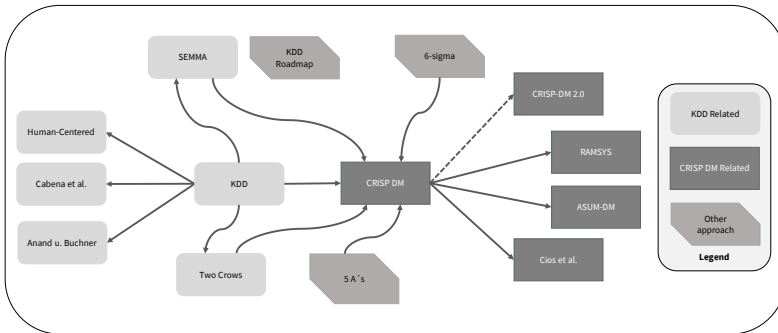 SEMMA
KDD
Roadmap
6-sigma
CRISP-DM 2.0
KDD Related
Human-Centered
RAMSYS
CRISP DM Related
Cabena et al.
KDD
CRISP DM
ASUM-DM
Other
approach
Anand u. Buchner
Two Crows
5 A´s
Cios et al.
Legend